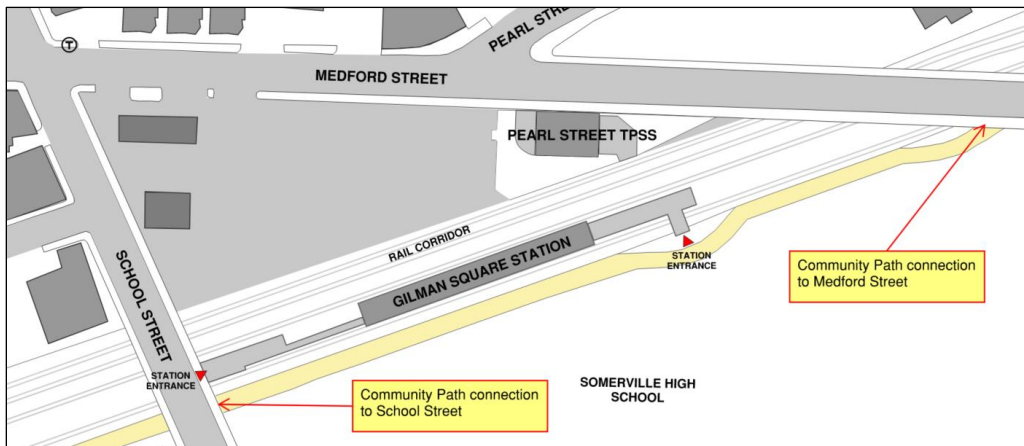 PEARL STRE
T
MEDFORD STREET
PEARL STREET TPSS
RAIL CORRIDOR
GILMAN SQUARE STATION
STATION
ENTRANCE
Community Path connection
to Medford Street
SCHOOL STREET
STATION
ENTRANCE
Community Path connection
to School Street
SOMERVILLE HIGH
SCHOOL